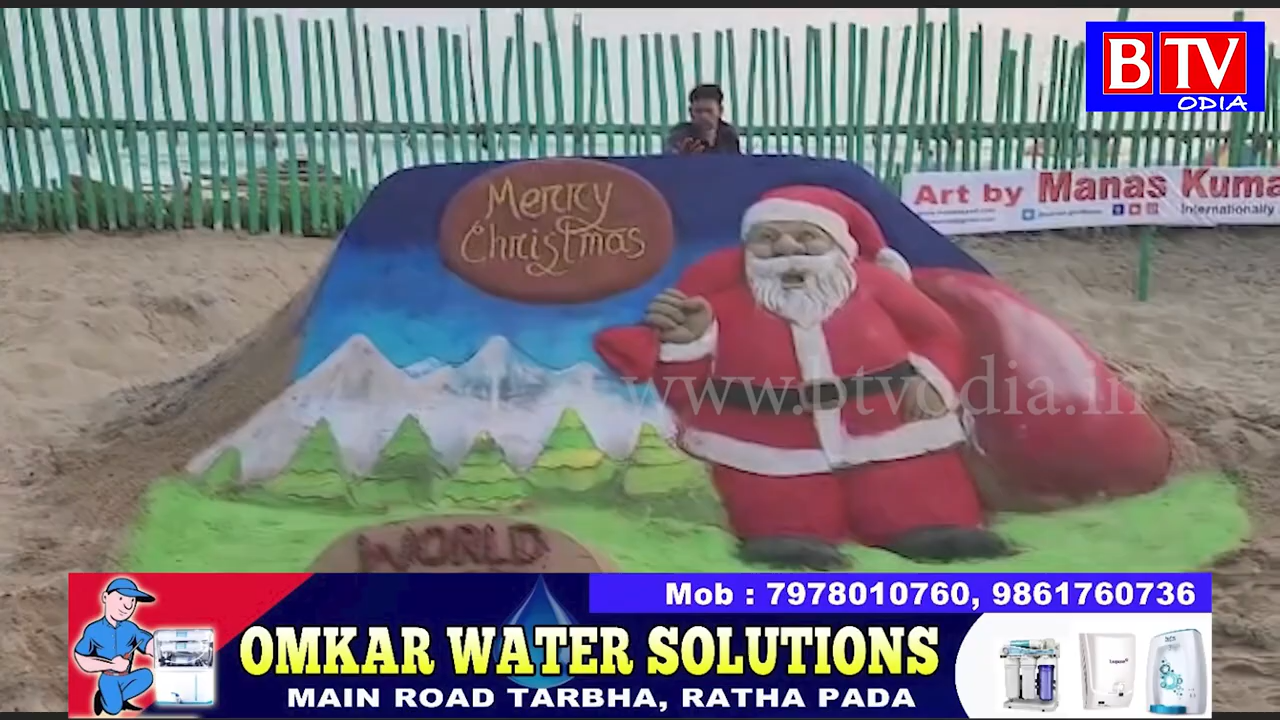 BTV
ODIA
Merry
Christmas
Art by Manas Kuma
Internationally
www.btvodia.in
WORLD
Mob : 7978010760, 9861760736
OMKAR WATER SOLUTIONS
MAIN ROAD TARBHA, RATHA PADA